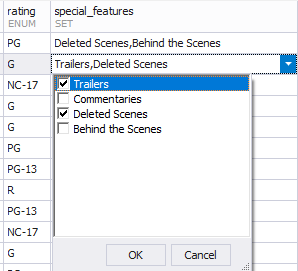 rating special_features
ENUM SET
PG Deleted Scenes,Behind the Scenes
G Trailers,Deleted Scenes
NC-17 Trailers
G Commentaries
G Deleted Scenes
PG Behind the Scenes
PG-13
R
PG-13
NC-17
G OK Cancel
PG